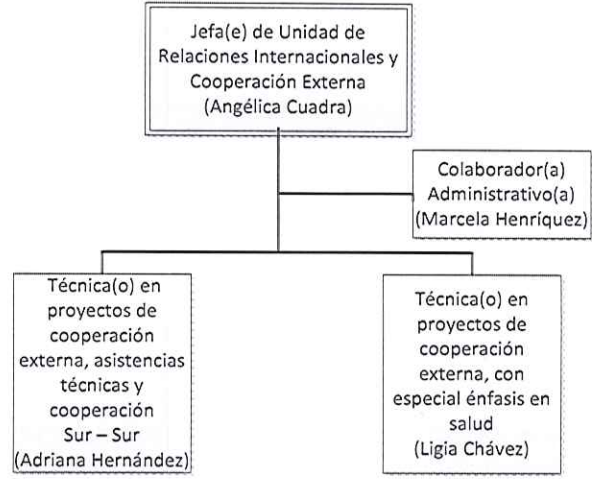 Jefa(e) de Unidad de
Relaciones Internacionales y
Cooperación Externa
(Angélica Cuadra)
Colaborador(a)
Administrativo(a)
(Marcela Henríquez)
Técnica(o) en
proyectos de
cooperación
externa, asistencias
técnicas y
cooperación
Sur – Sur
(Adriana Hernández)
Técnica(o) en
proyectos de
cooperación
externa, con
especial énfasis en
salud
(Ligia Chávez)